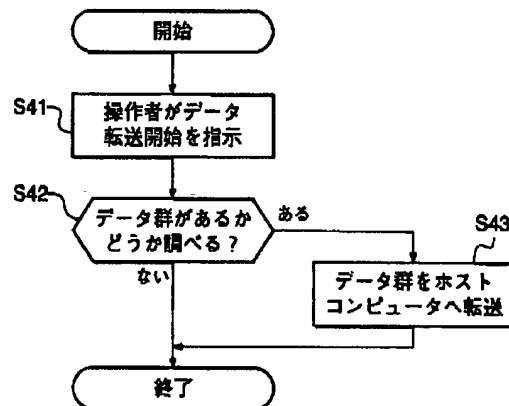 開始
S41
操作者がデータ
転送開始を指示
S42
データ群があるか
どうか調べる？
ある
ない
S43
データ群をホスト
コンピュータへ転送
終了